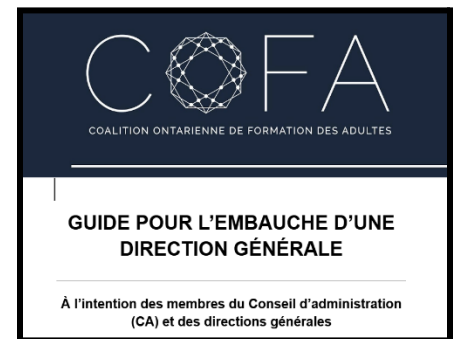 COFA
COALITION ONTARIENNE DE FORMATION DES ADULTES
GUIDE POUR L'EMBAUCHE D'UNE
DIRECTION GÉNÉRALE
À l'intention des membres du Conseil d'administration
(CA) et des directions générales